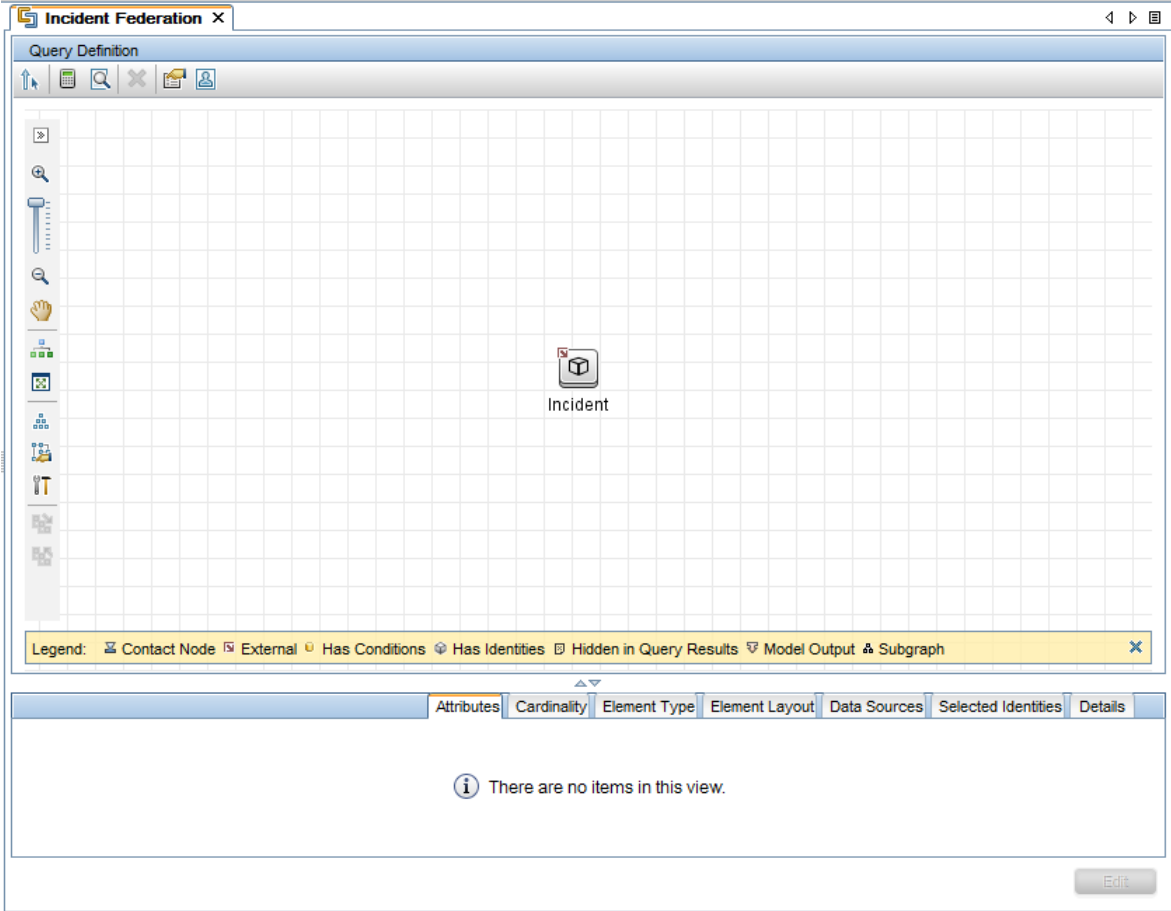 Incident Federation
Query Definition
Incident
Legend: Contact Node External Has Conditions Has Identities Hidden in Query Results Model Output Subgraph
Attributes Cardinality Element Type Element Layout Data Sources Selected Identities Details
There are no items in this view.
Edit